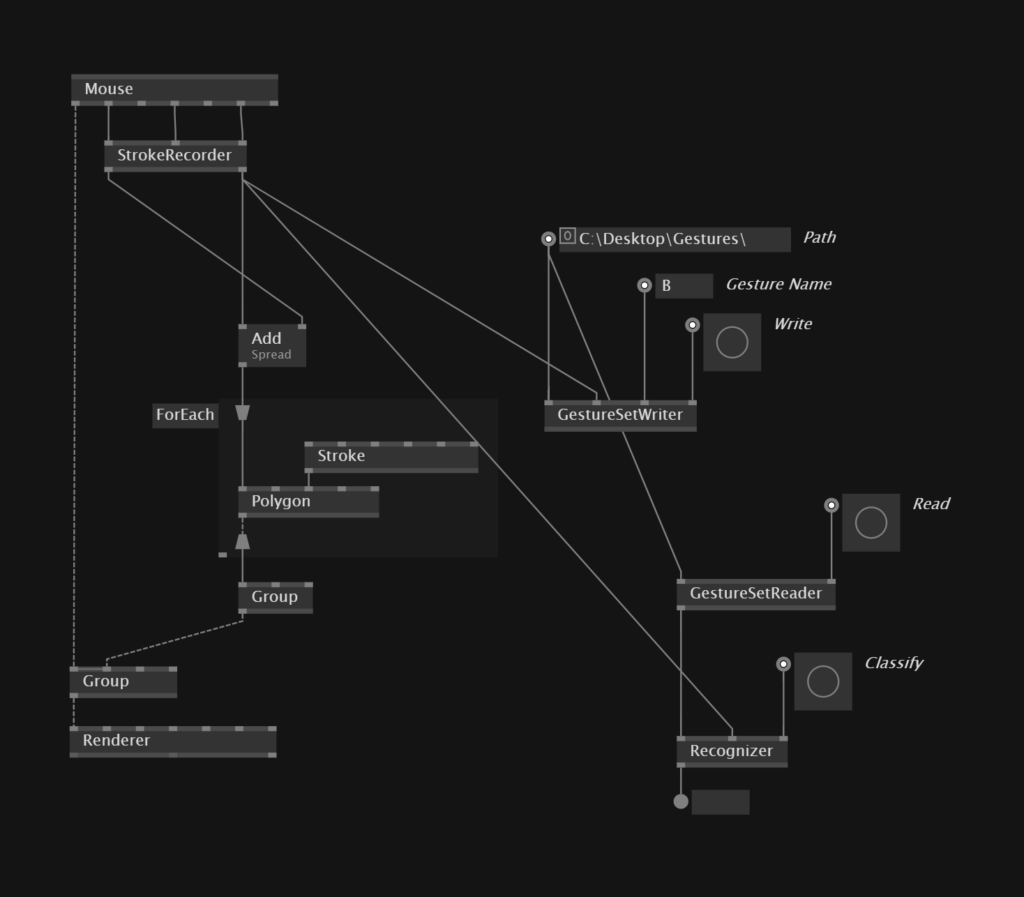 Mouse
StrokeRecorder
C:\Desktop\Gestures\
Path
B
Gesture Name
Write
Add
Spread
ForEach
GestureSetWriter
Stroke
Polygon
Read
GestureSetReader
Group
Classify
Group
Renderer
Recognizer